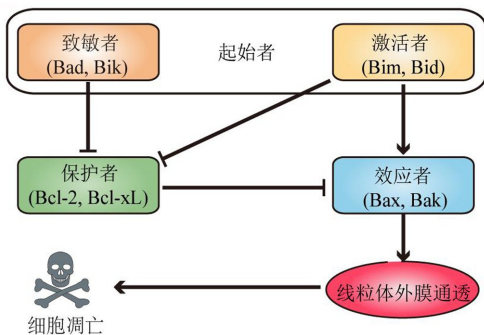 致敏者
(Bad, Bik)
起始者
激活者
(Bim, Bid)
保护者
(Bcl-2, Bcl-xL)
效应者
(Bax, Bak)
线粒体外膜通透
细胞凋亡